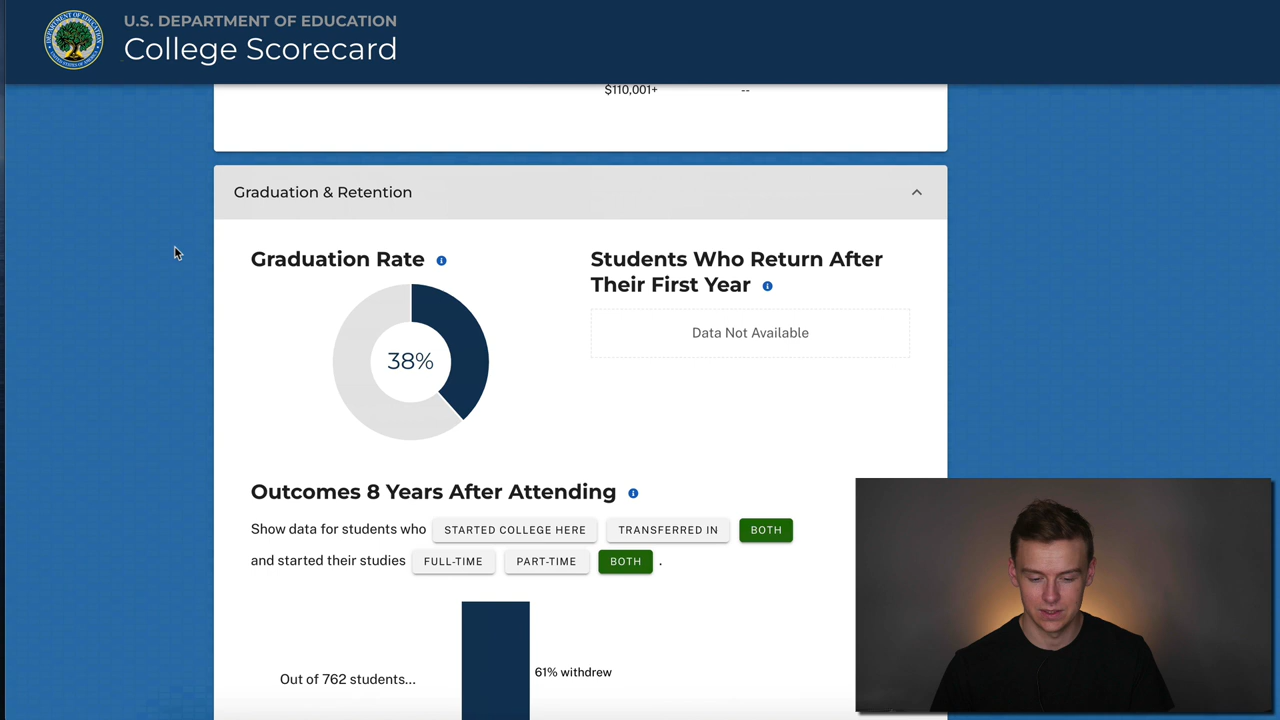 U.S. DEPARTMENT OF EDUCATION
College Scorecard
$110,001+ --
Graduation & Retention
Graduation Rate
38%
Students Who Return After
Their First Year
Data Not Available
Outcomes 8 Years After Attending
Show data for students who STARTED COLLEGE HERE TRANSFERRED IN BOTH
and started their studies FULL-TIME PART-TIME BOTH .
Out of 762 students...
61% withdrew